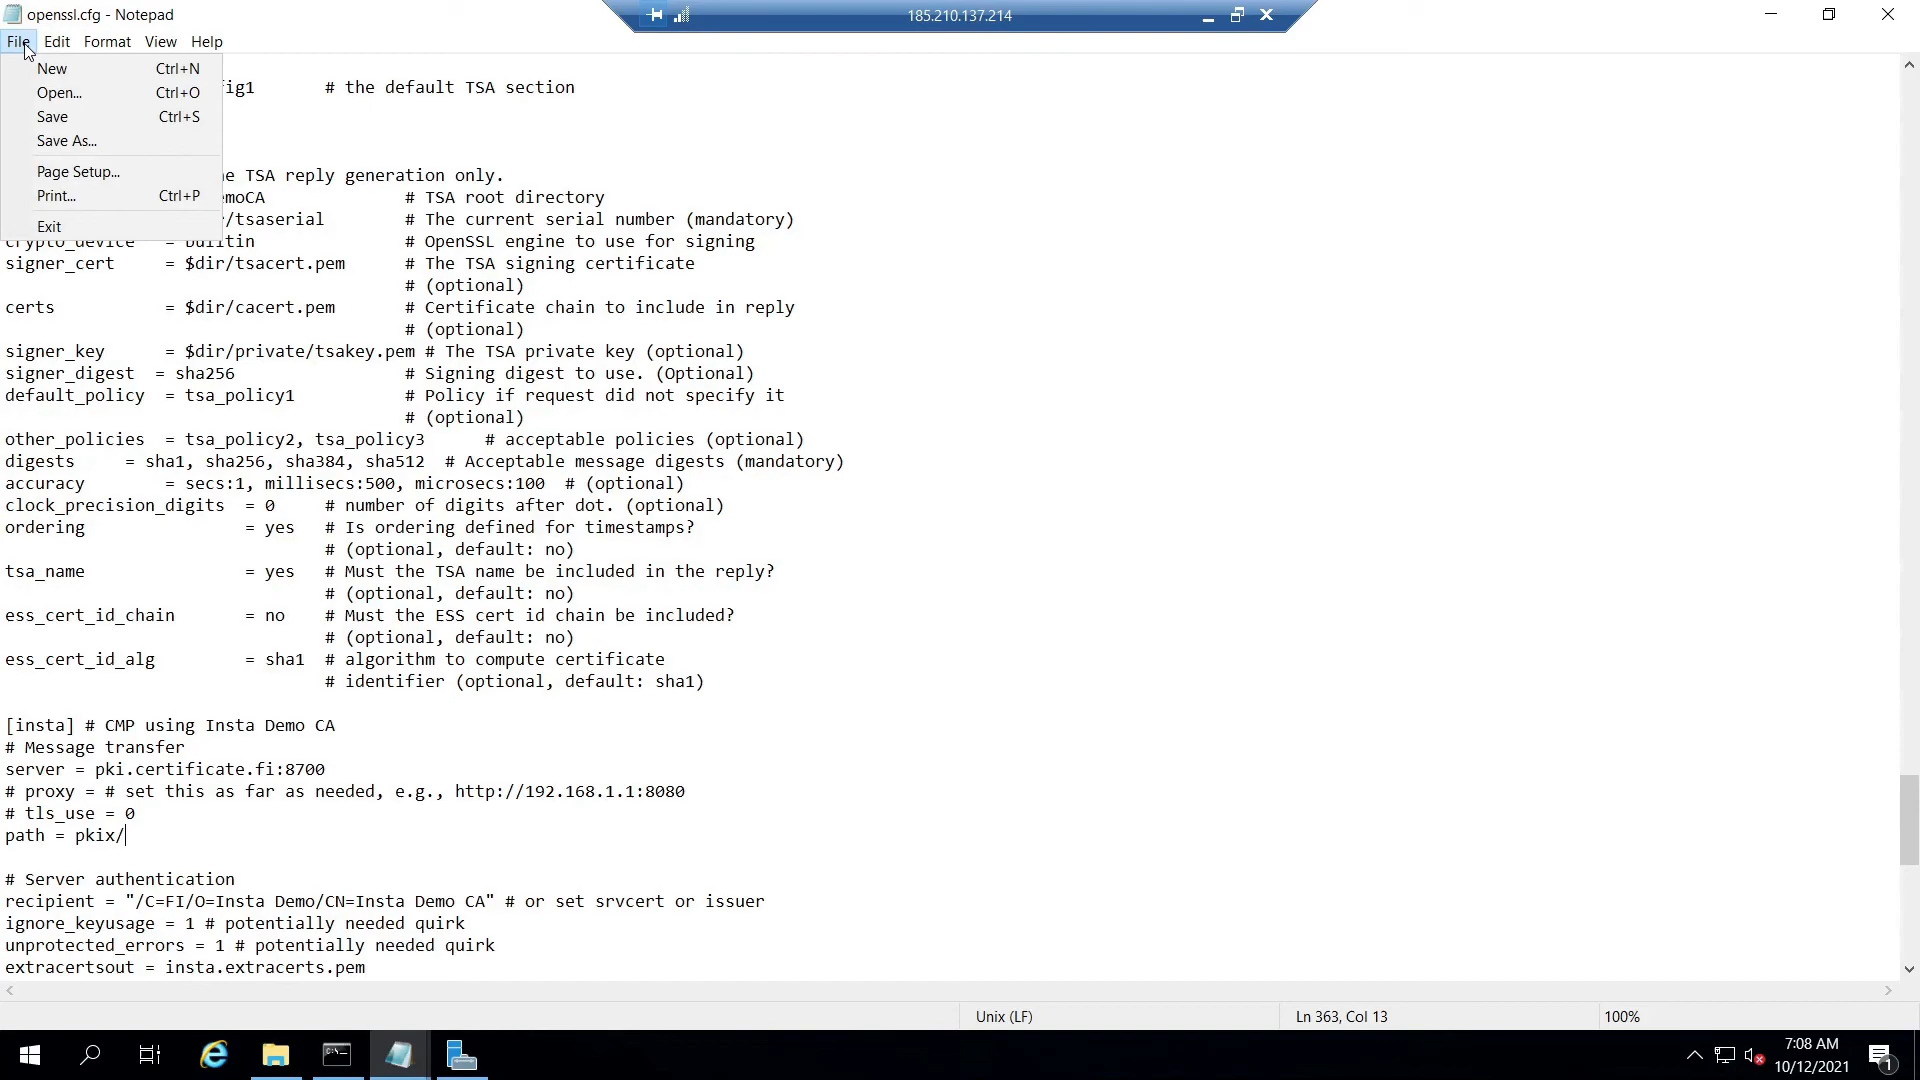 openssl.cfg - Notepad
185.210.137.214
File Edit Format View Help
New Ctrl+N
Open... Ctrl+O
Save Ctrl+S
Save As...
Page Setup...
Print... Ctrl+P
Exit
fig1 # the default TSA section
e TSA reply generation only.
emoCA # TSA root directory
r/tsaserial # The current serial number (mandatory)
crypto_device = builtin # OpenSSL engine to use for signing
signer_cert = $dir/tsacert.pem # The TSA signing certificate
# (optional)
certs = $dir/cacert.pem # Certificate chain to include in reply
# (optional)
signer_key = $dir/private/tsakey.pem # The TSA private key (optional)
signer_digest = sha256 # Signing digest to use. (Optional)
default_policy = tsa_policy1 # Policy if request did not specify it
# (optional)
other_policies = tsa_policy2, tsa_policy3 # acceptable policies (optional)
digests = sha1, sha256, sha384, sha512 # Acceptable message digests (mandatory)
accuracy = secs:1, millisecs:500, microsecs:100 # (optional)
clock_precision_digits = 0 # number of digits after dot. (optional)
ordering = yes # Is ordering defined for timestamps?
# (optional, default: no)
tsa_name = yes # Must the TSA name be included in the reply?
# (optional, default: no)
ess_cert_id_chain = no # Must the ESS cert id chain be included?
# (optional, default: no)
ess_cert_id_alg = sha1 # algorithm to compute certificate
# identifier (optional, default: sha1)
[insta] # CMP using Insta Demo CA
# Message transfer
server = pki.certificate.fi:8700
# proxy = # set this as far as needed, e.g., http://192.168.1.1:8080
# tls_use = 0
path = pkix/
# Server authentication
recipient = "/C=FI/O=Insta Demo/CN=Insta Demo CA" # or set srvcert or issuer
ignore_keyusage = 1 # potentially needed quirk
unprotected_errors = 1 # potentially needed quirk
extracertsout = insta.extracerts.pem
Unix (LF) Ln 363, Col 13 100%
7:08 AM
10/12/2021
1